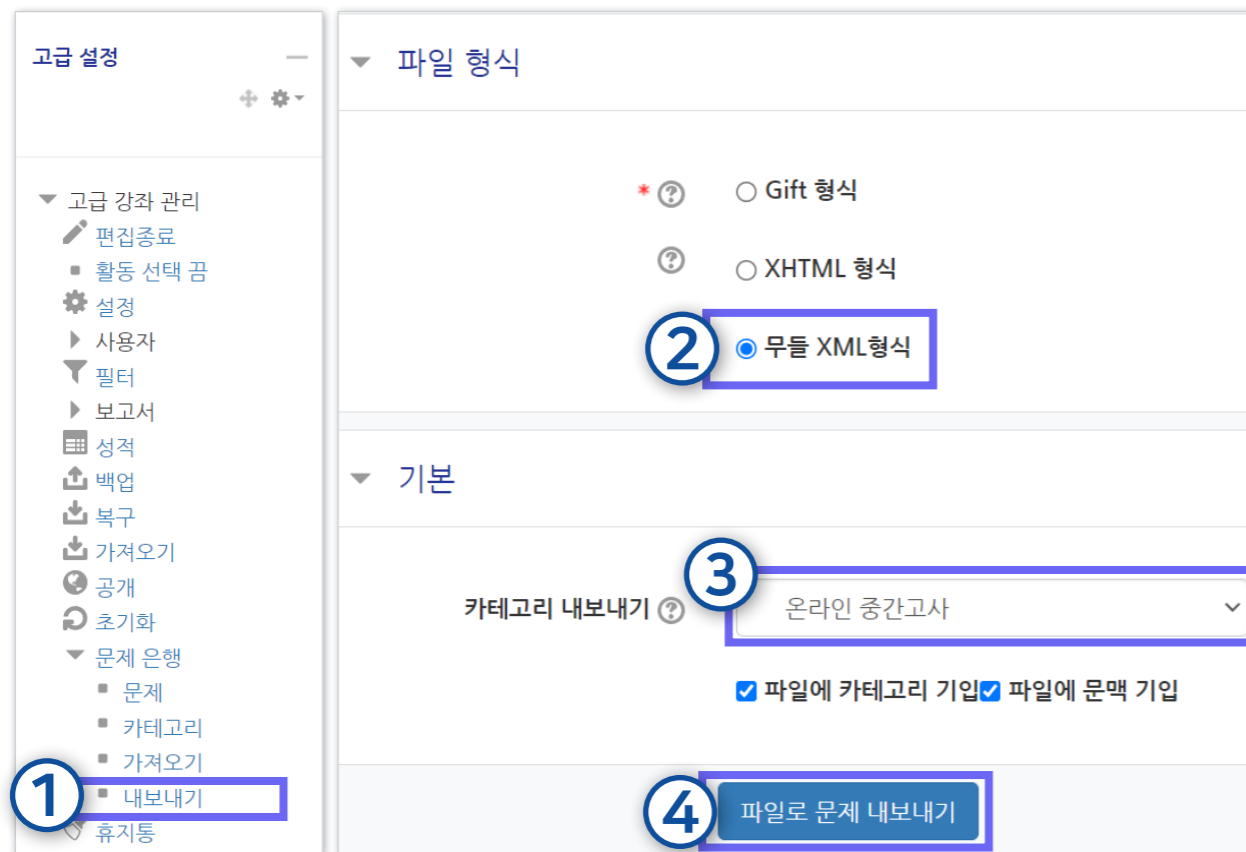 고급 설정
고급 강좌 관리
편집종료
활동 선택 끔
설정
사용자
필터
보고서
성적
백업
복구
가져오기
공개
초기화
문제 은행
문제
카테고리
가져오기
1 내보내기
휴지통
파일 형식
* Gift 형식
XHTML 형식
2 무들 XML형식
기본
3
카테고리 내보내기 온라인 중간고사
파일에 카테고리 기입 파일에 문맥 기입
4 파일로 문제 내보내기